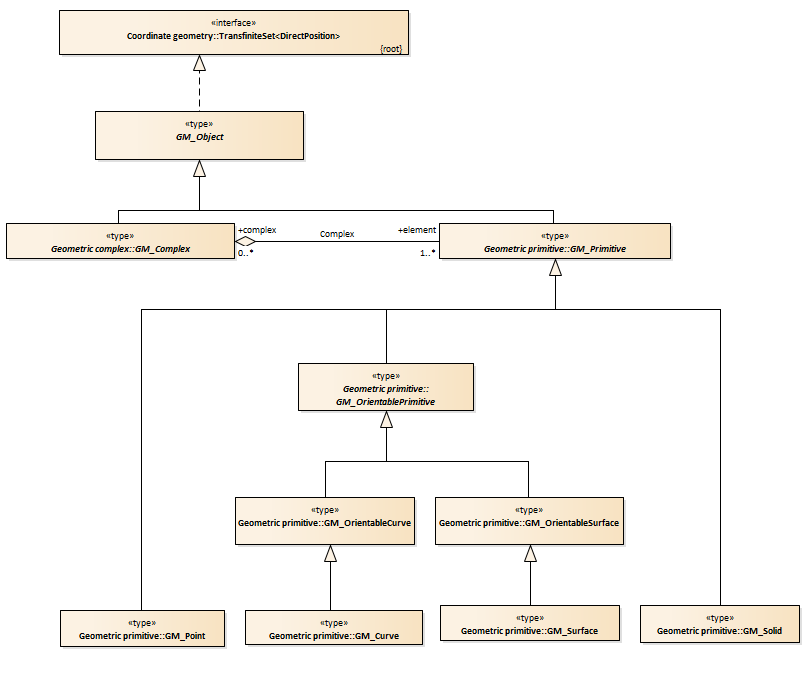 «interface»
Coordinate geometry::TransfiniteSet<DirectPosition>
{root}
«type»
GM_Object
«type»
Geometric complex::GM_Complex
+complex
0..*
Complex
+element
1..*
«type»
Geometric primitive::GM_Primitive
«type»
Geometric primitive::
GM_OrientablePrimitive
«type»
Geometric primitive::GM_OrientableCurve
«type»
Geometric primitive::GM_OrientableSurface
«type»
Geometric primitive::GM_Point
«type»
Geometric primitive::GM_Curve
«type»
Geometric primitive::GM_Surface
«type»
Geometric primitive::GM_Solid